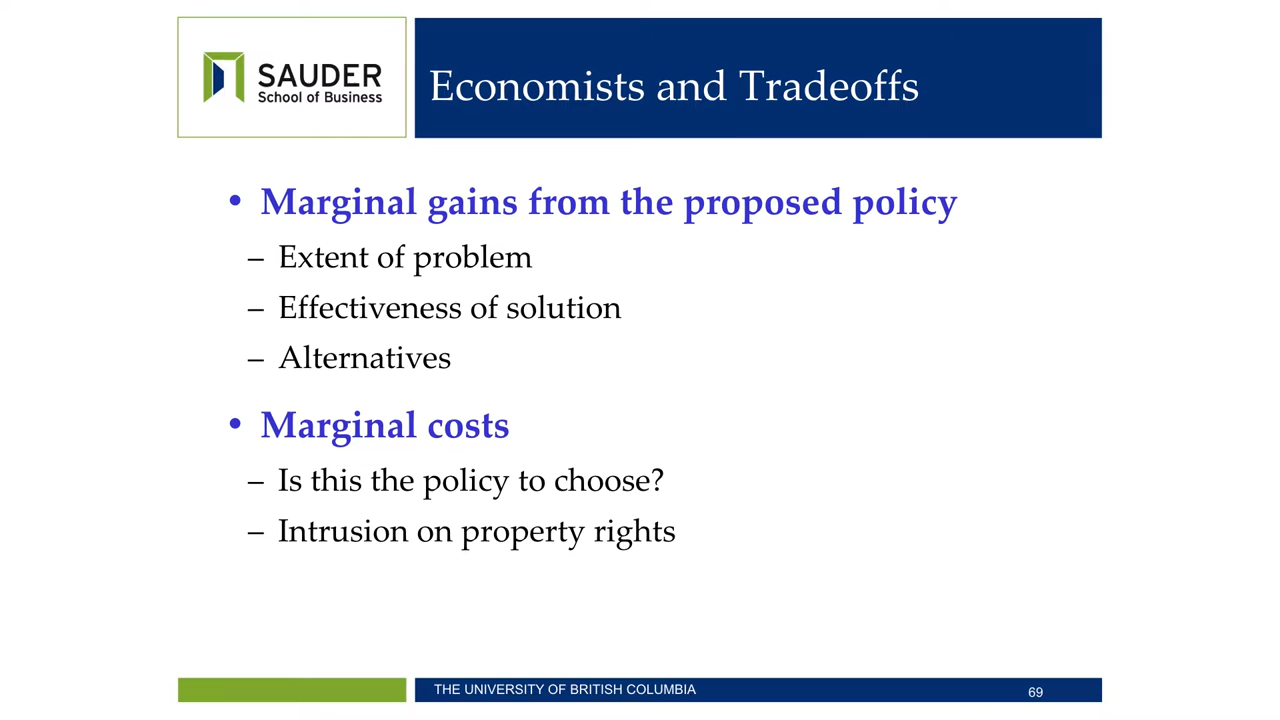 SAUDER
School of Business
Economists and Tradeoffs
• Marginal gains from the proposed policy
– Extent of problem
– Effectiveness of solution
– Alternatives
• Marginal costs
– Is this the policy to choose?
– Intrusion on property rights
THE UNIVERSITY OF BRITISH COLUMBIA
69